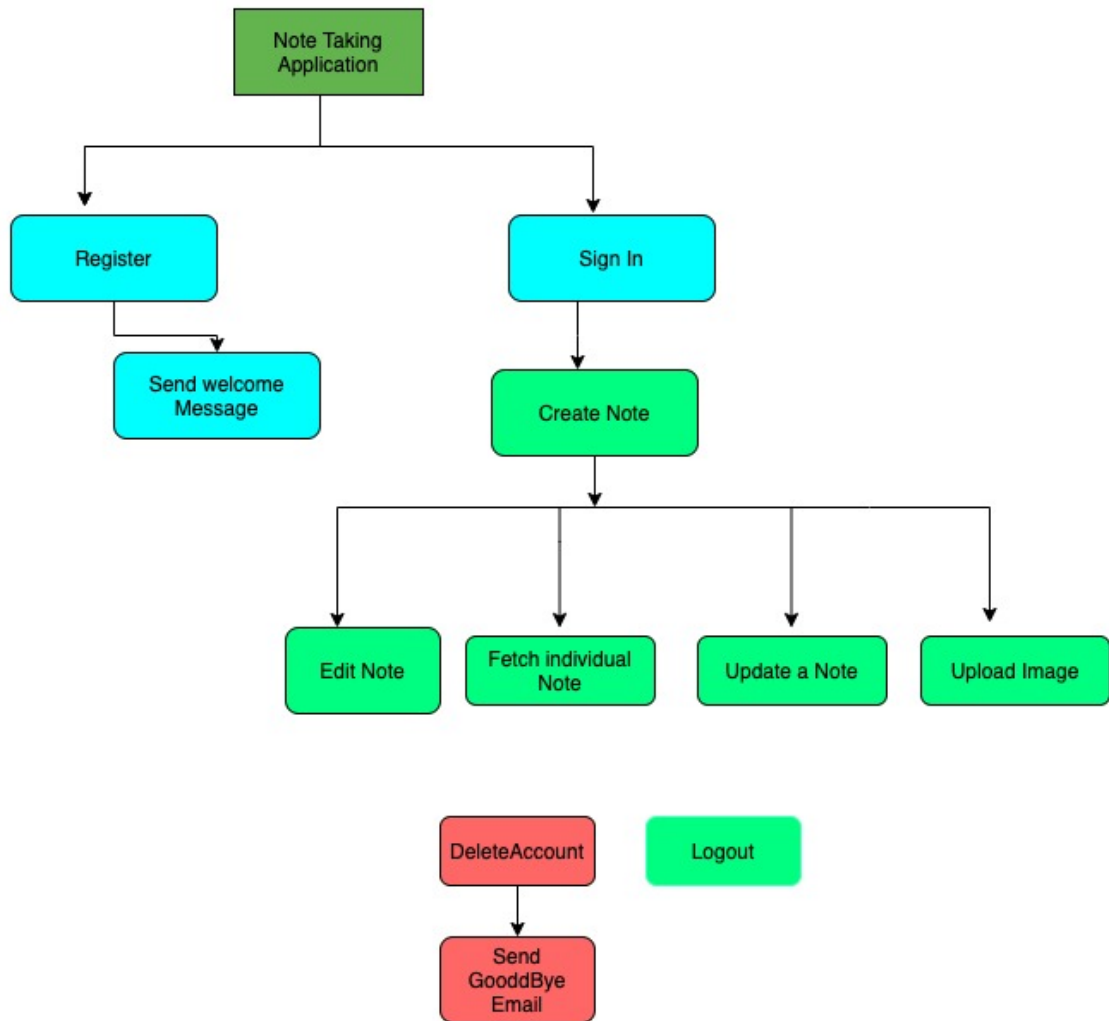 Note Taking
Application
Register
Sign In
Send welcome
Message
Create Note
Edit Note
Fetch individual
Note
Update a Note
Upload Image
DeleteAccount
Logout
Send
GooddBye
Email